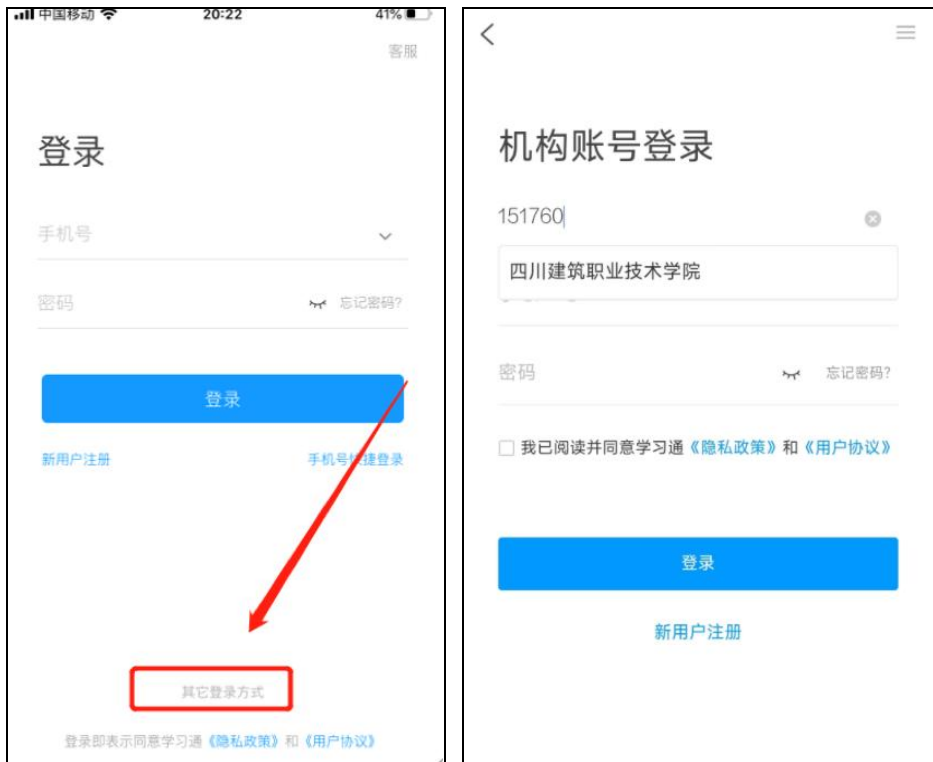 中国移动 20:22 41%
客服
登录
手机号
密码 忘记密码?
登录
新用户注册 手机号快捷登录
其它登录方式
登录即表示同意学习通《隐私政策》和《用户协议》
机构账号登录
151760
四川建筑职业技术学院
密码 忘记密码?
我已阅读并同意学习通《隐私政策》和《用户协议》
登录
新用户注册